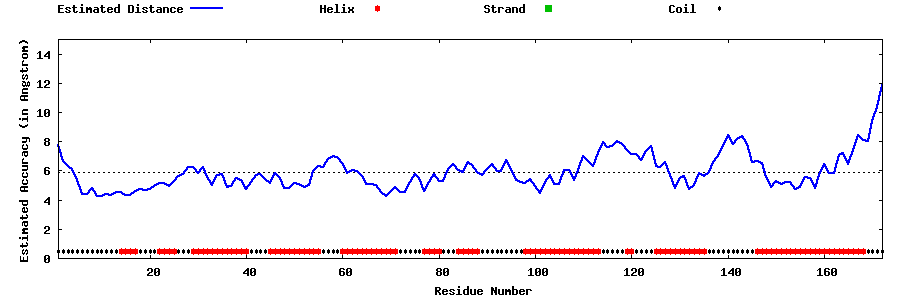 Estimated Distance Helix Strand Coil
Estimated Accuracy (in Angstrom)
14
12
10
8
6
4
2
0
20 40 60 80 100 120 140 160
Residue Number